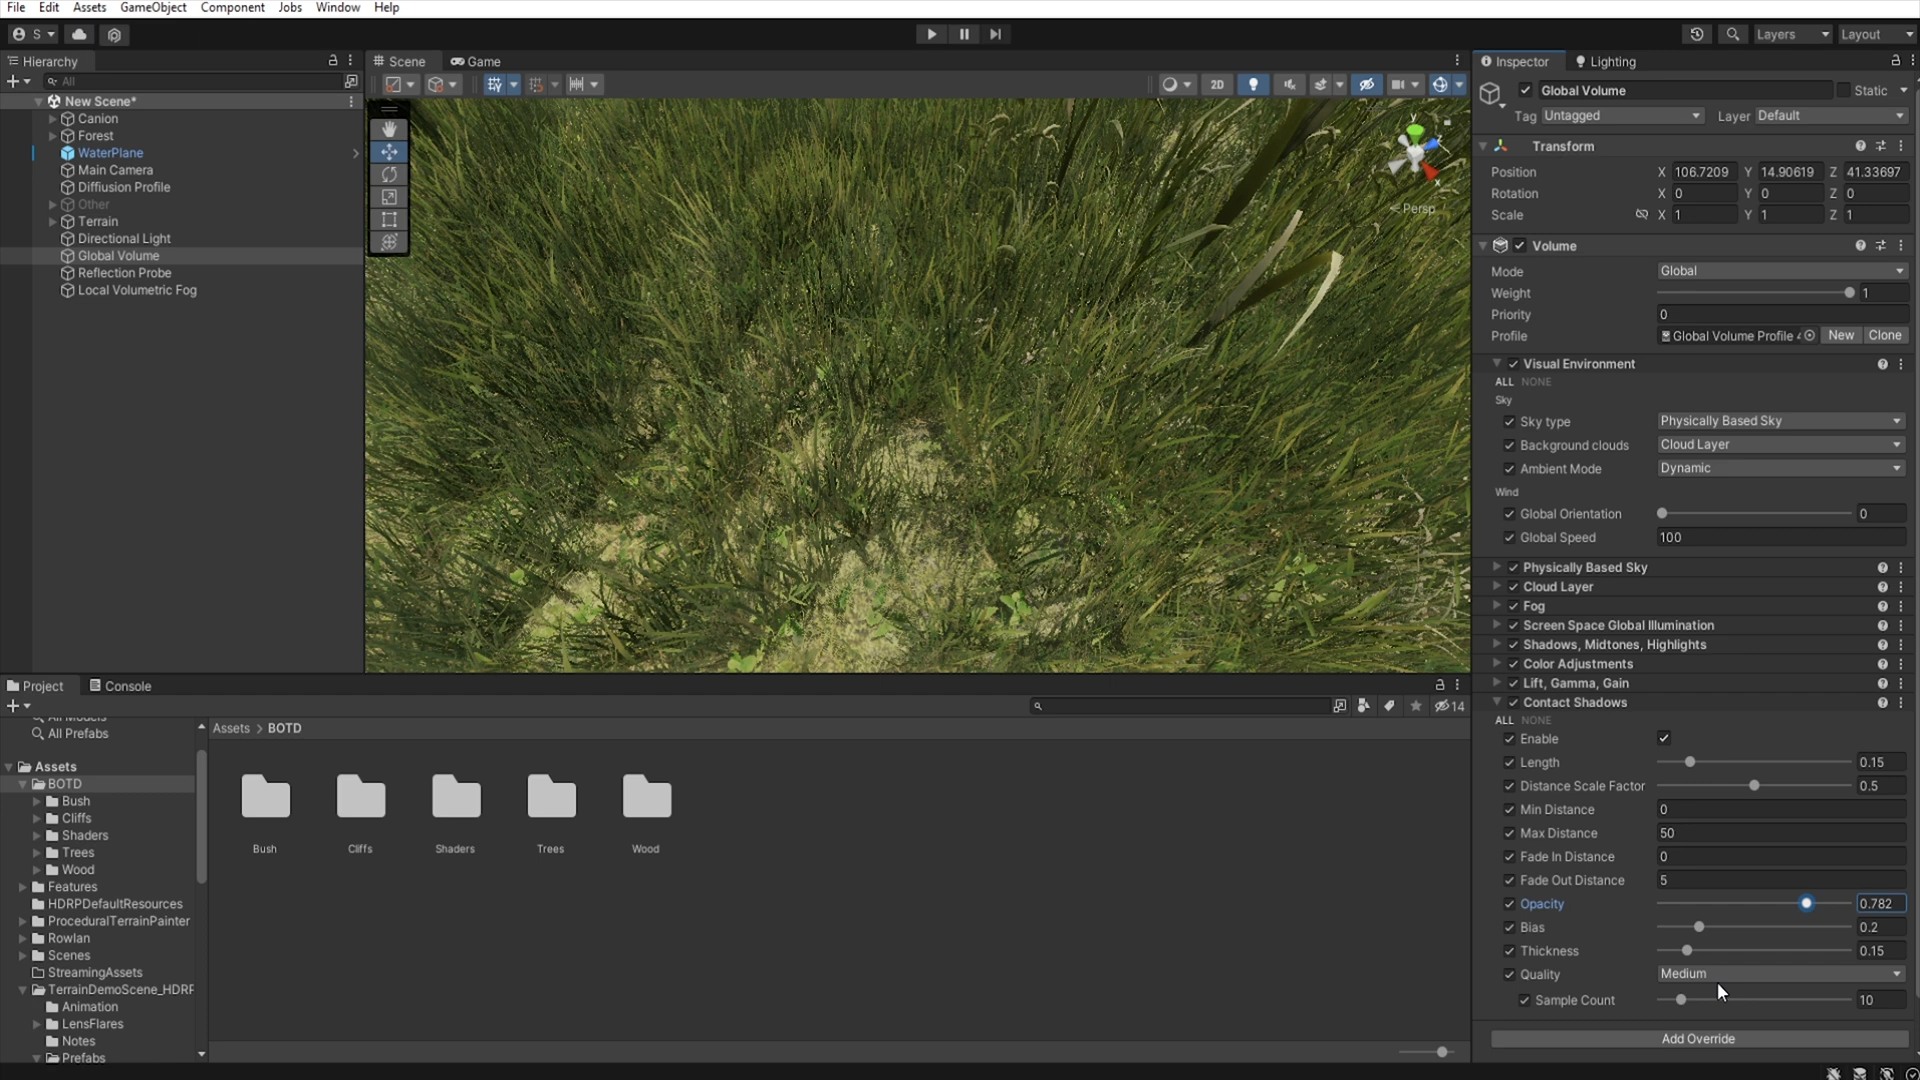 File Edit Assets GameObject Component Jobs Window Help
S Layers Layout
Hierarchy
All
New Scene*
Canion
Forest
WaterPlane
Main Camera
Diffusion Profile
Other
Terrain
Directional Light
Global Volume
Reflection Probe
Local Volumetric Fog
Scene Game
2D
y
z
x
Persp
Inspector Lighting
Global Volume Static
Tag Untagged Layer Default
Transform
Position X 106.7209 Y 14.90619 Z 41.33697
Rotation X 0 Y 0 Z 0
Scale X 1 Y 1 Z 1
Volume
Mode Global
Weight 1
Priority 0
Profile Global Volume Profile New Clone
Visual Environment
ALL NONE
Sky
Sky type Physically Based Sky
Background clouds Cloud Layer
Ambient Mode Dynamic
Wind
Global Orientation 0
Global Speed 100
Physically Based Sky
Cloud Layer
Fog
Screen Space Global Illumination
Shadows, Midtones, Highlights
Color Adjustments
Lift, Gamma, Gain
Contact Shadows
ALL NONE
Enable
Length 0.15
Distance Scale Factor 0.5
Min Distance 0
Max Distance 50
Fade In Distance 0
Fade Out Distance 5
Opacity 0.782
Bias 0.2
Thickness 0.15
Quality Medium
Sample Count 10
Add Override
Project Console
14
All Models
All Prefabs
Assets
BOTD
Bush
Cliffs
Shaders
Trees
Wood
Features
HDRPDefaultResources
ProceduralTerrainPainter
Rowlan
Scenes
StreamingAssets
TerrainDemoScene_HDRP
Animation
LensFlares
Notes
Prefabs
Assets > BOTD
Bush Cliffs Shaders Trees Wood